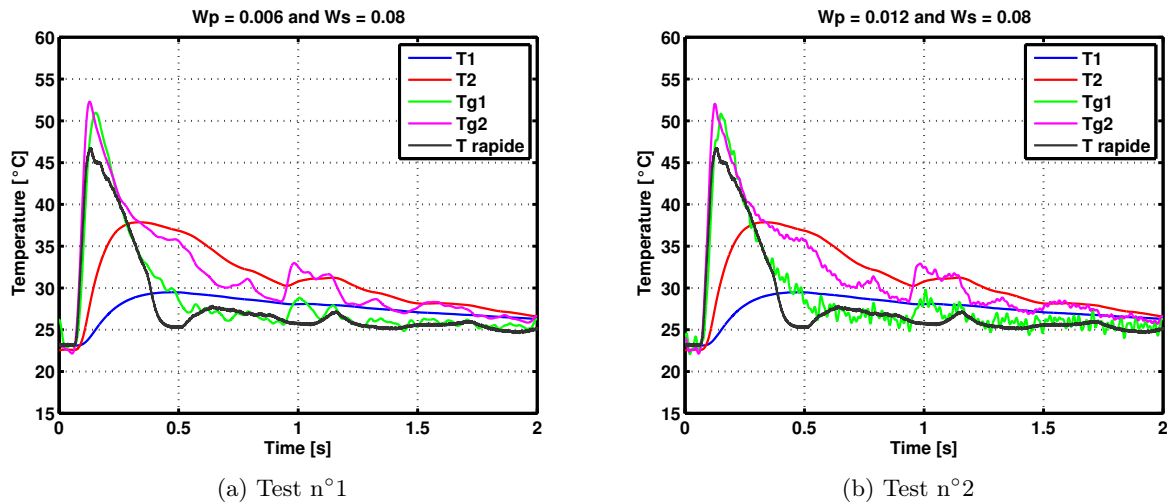 Wp = 0.006 and Ws = 0.08
60
55
50
45
40
35
30
25
20
15
Temperature [°C]
T1
T2
Tg1
Tg2
T rapide
0
0.5
1
1.5
2
Time [s]
(a) Test n°1
Wp = 0.012 and Ws = 0.08
60
55
50
45
40
35
30
25
20
15
Temperature [°C]
T1
T2
Tg1
Tg2
T rapide
0
0.5
1
1.5
2
Time [s]
(b) Test n°2